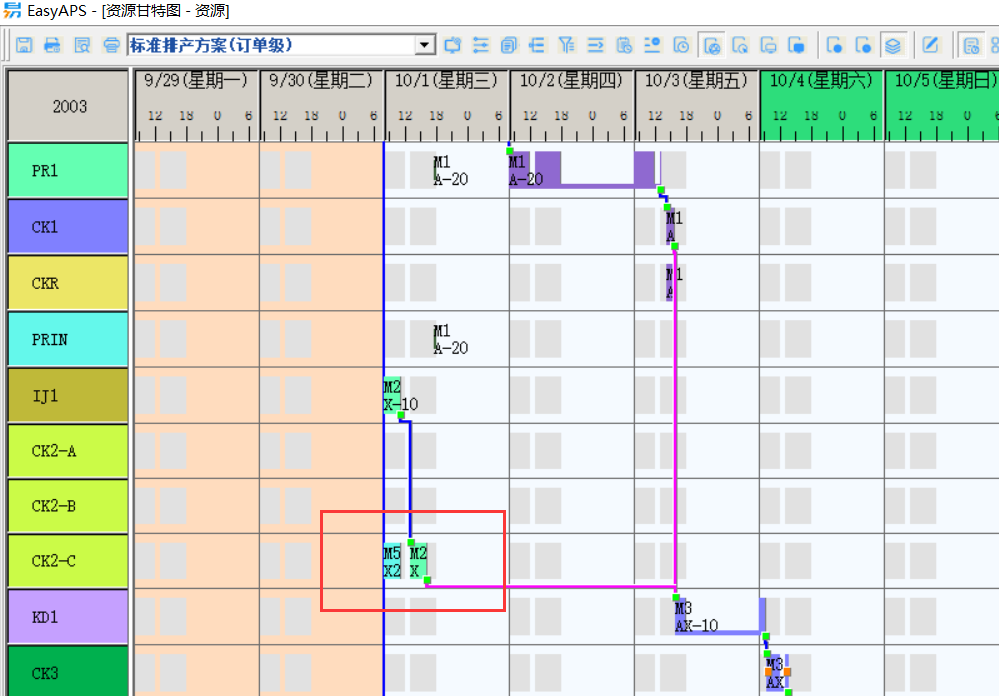 EasyAPS - [资源甘特图 - 资源]
标准排产方案(订单级)
2003
9/29(星期一)
9/30(星期二)
10/1(星期三)
10/2(星期四)
10/3(星期五)
10/4(星期六)
10/5(星期日)
12 18 0 6 12 18 0 6 12 18 0 6 12 18 0 6 12 18 0 6 12 18 0 6 12 18 0 6
PR1
M1
A-20
M1
A-20
CK1
M1
A
CKR
M1
A
PRIN
M1
A-20
IJ1
M2
X-10
CK2-A
CK2-B
CK2-C
M5
X2
M2
X
KD1
M3
AX-10
CK3
M3
AX